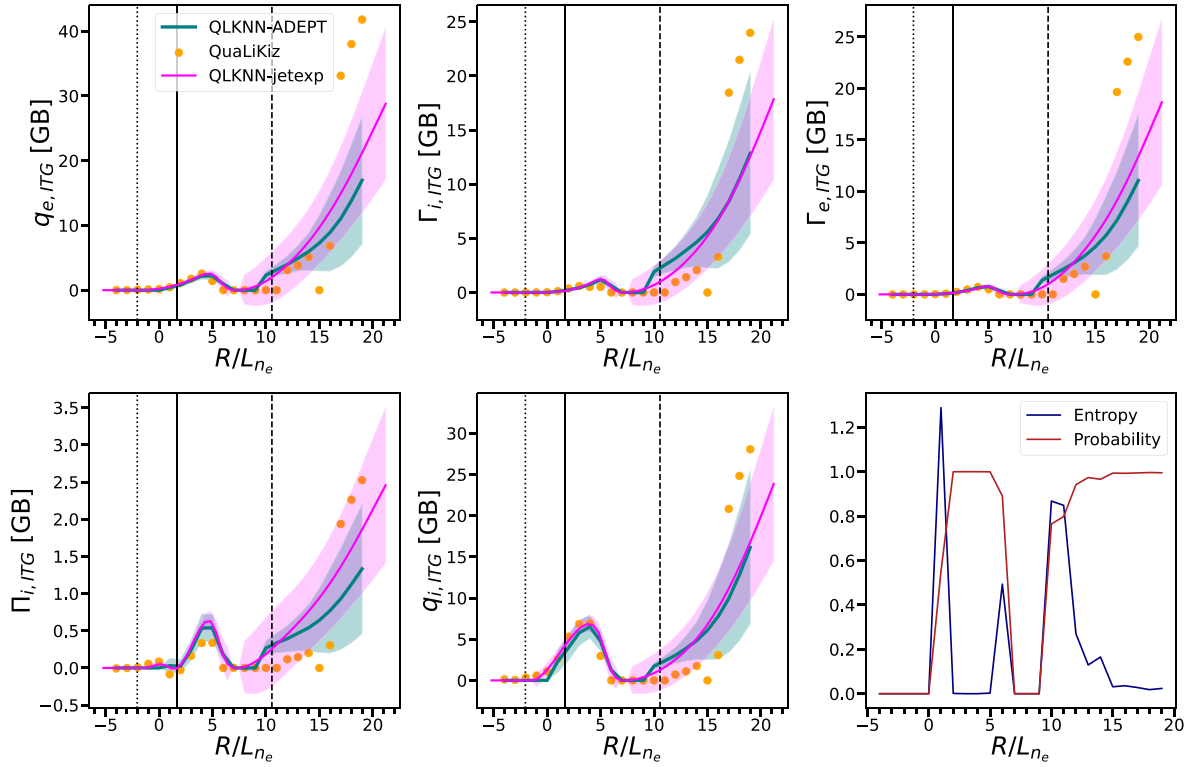 QLKNN-ADEPT
QuaLiKiz
QLKNN-jetexp
q_{e, ITG} [GB]
40
30
20
10
0
−5 0 5 10 15 20
R/L_{n_e}
Γ_{i, ITG} [GB]
25
20
15
10
5
0
−5 0 5 10 15 20
R/L_{n_e}
Γ_{e, ITG} [GB]
25
20
15
10
5
0
−5 0 5 10 15 20
R/L_{n_e}
Π_{i, ITG} [GB]
3.5
3.0
2.5
2.0
1.5
1.0
0.5
0.0
−0.5
−5 0 5 10 15 20
R/L_{n_e}
q_{i, ITG} [GB]
30
25
20
15
10
5
0
−5 0 5 10 15 20
R/L_{n_e}
Entropy
Probability
1.2
1.0
0.8
0.6
0.4
0.2
0.0
−5 0 5 10 15 20
R/L_{n_e}